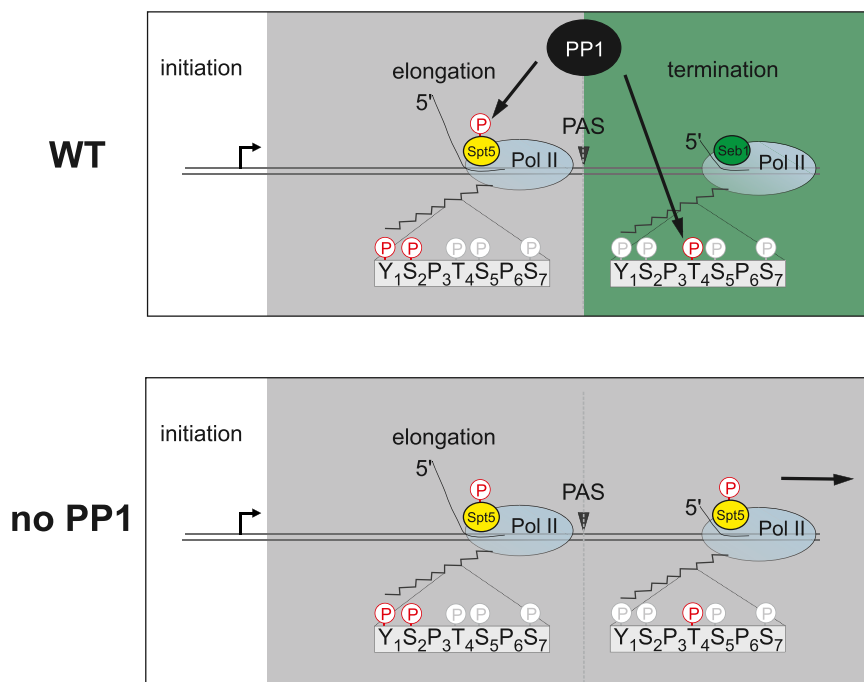 PP1
initiation
elongation
termination
WT
5'
P
PAS
5'
Spt5
Pol II
Seb1
Pol II
P P P P P
P P P P P
Y1S2P3T4S5P6S7
Y1S2P3T4S5P6S7
initiation
elongation
no PP1
5'
P
PAS
P
5'
Spt5
Pol II
Spt5
Pol II
P P P P P
P P P P P
Y1S2P3T4S5P6S7
Y1S2P3T4S5P6S7